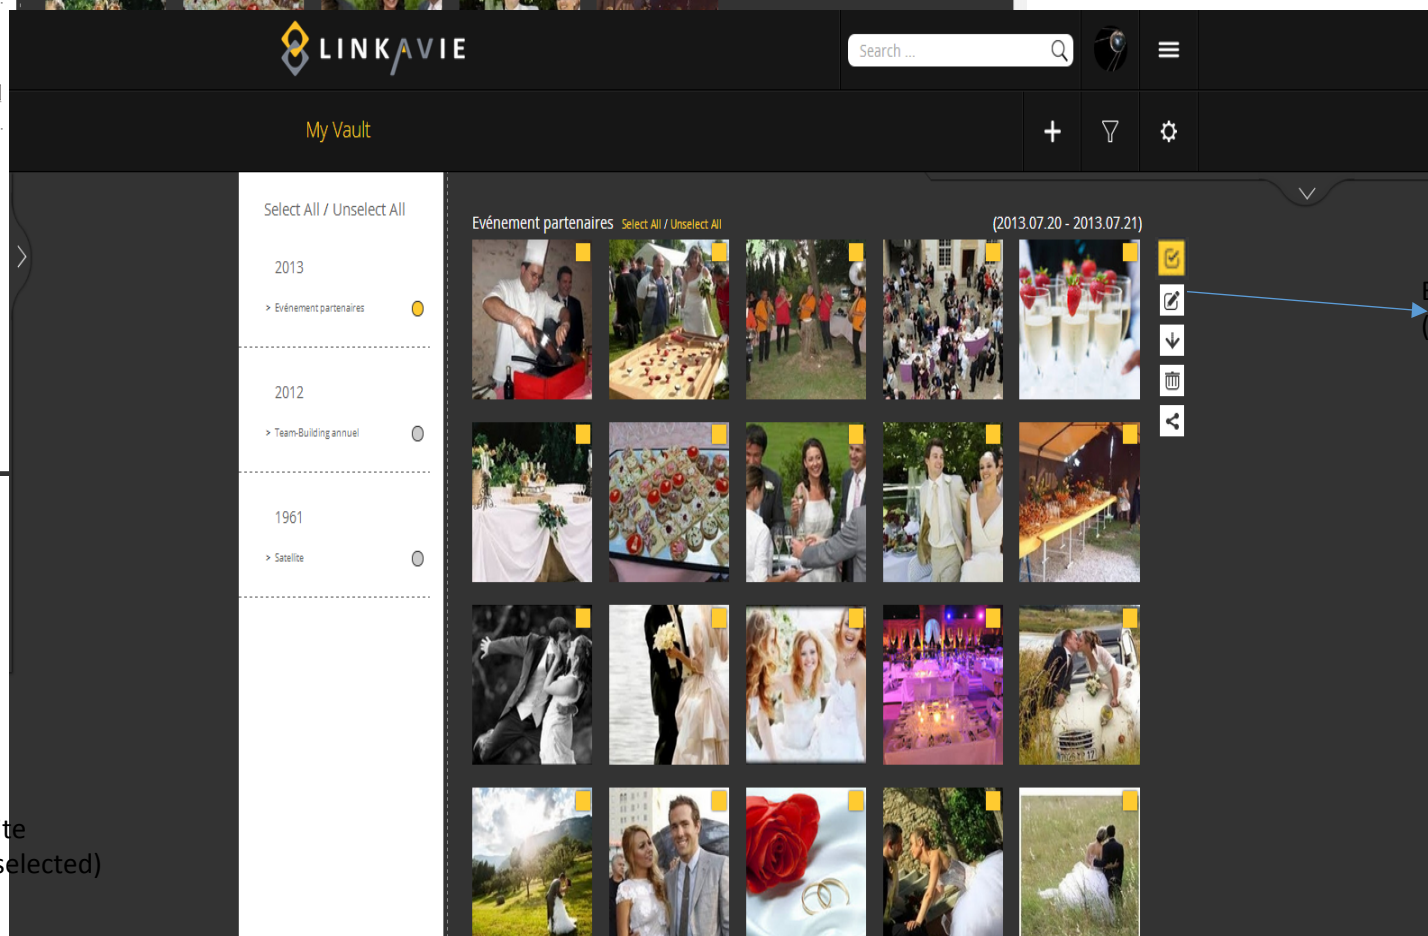 LINKAVIE
Search ...
My Vault
Select All / Unselect All
2013
> Evénement partenaires
2012
> Team-Building annuel
1961
> Satellite
Evénement partenaires Select All / Unselect All
(2013.07.20 - 2013.07.21)
te
selected)